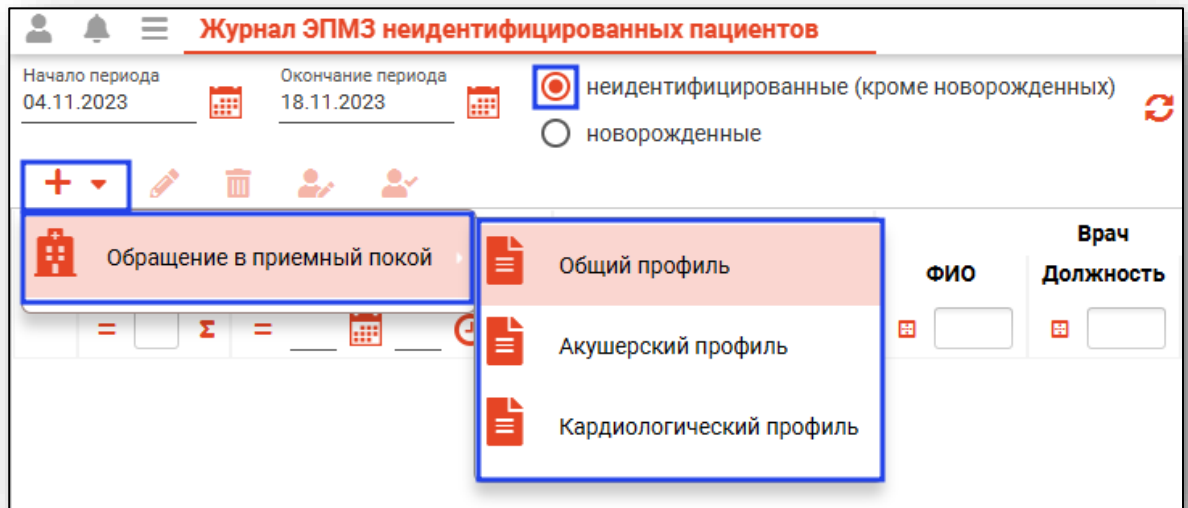 Журнал ЭПМЗ неидентифицированных пациентов
Начало периода
04.11.2023
Окончание периода
18.11.2023
неидентифицированные (кроме новорожденных)
новорожденные
Обращение в приемный покой
Общий профиль
Акушерский профиль
Кардиологический профиль
Врач
ФИО
Должность
= Σ =